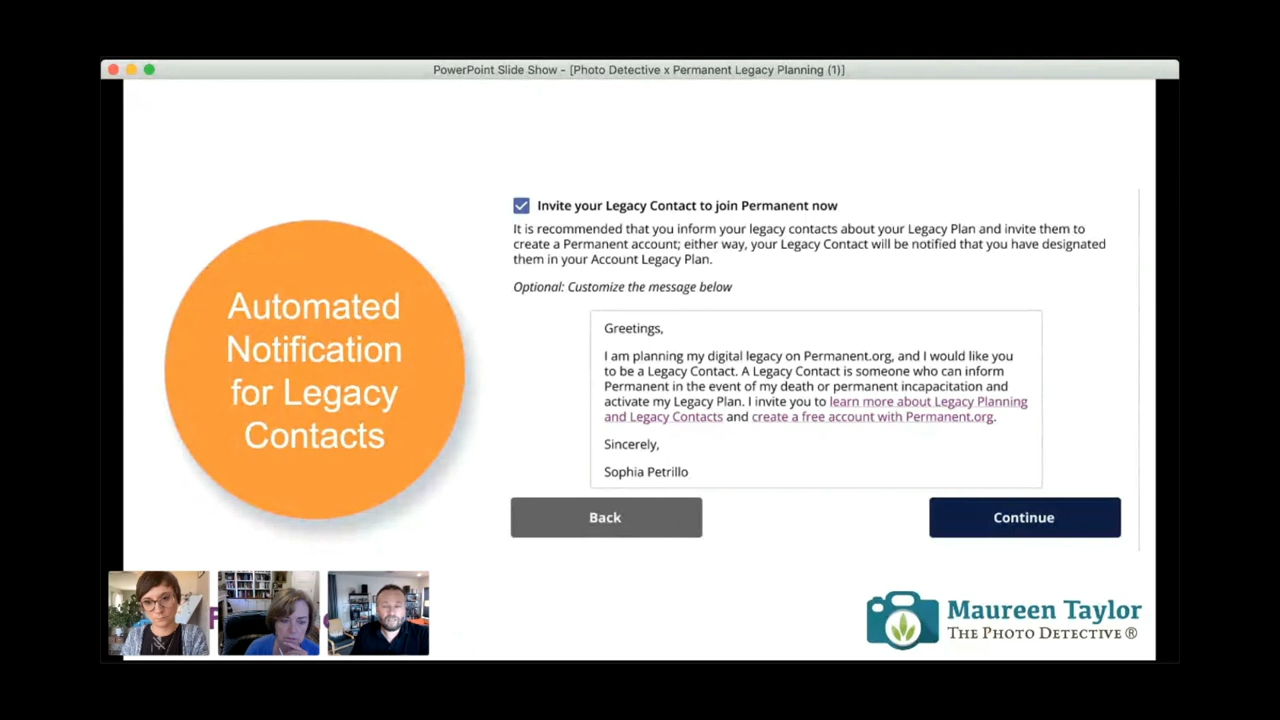 PowerPoint Slide Show - [Photo Detective x Permanent Legacy Planning (1)]
Automated
Notification
for Legacy
Contacts
Invite your Legacy Contact to join Permanent now
It is recommended that you inform your legacy contacts about your Legacy Plan and invite them to
create a Permanent account; either way, your Legacy Contact will be notified that you have designated
them in your Account Legacy Plan.
Optional: Customize the message below
Greetings,
I am planning my digital legacy on Permanent.org, and I would like you
to be a Legacy Contact. A Legacy Contact is someone who can inform
Permanent in the event of my death or permanent incapacitation and
activate my Legacy Plan. I invite you to learn more about Legacy Planning
and Legacy Contacts and create a free account with Permanent.org.
Sincerely,
Sophia Petrillo
Back
Continue
Maureen Taylor
The Photo Detective ®